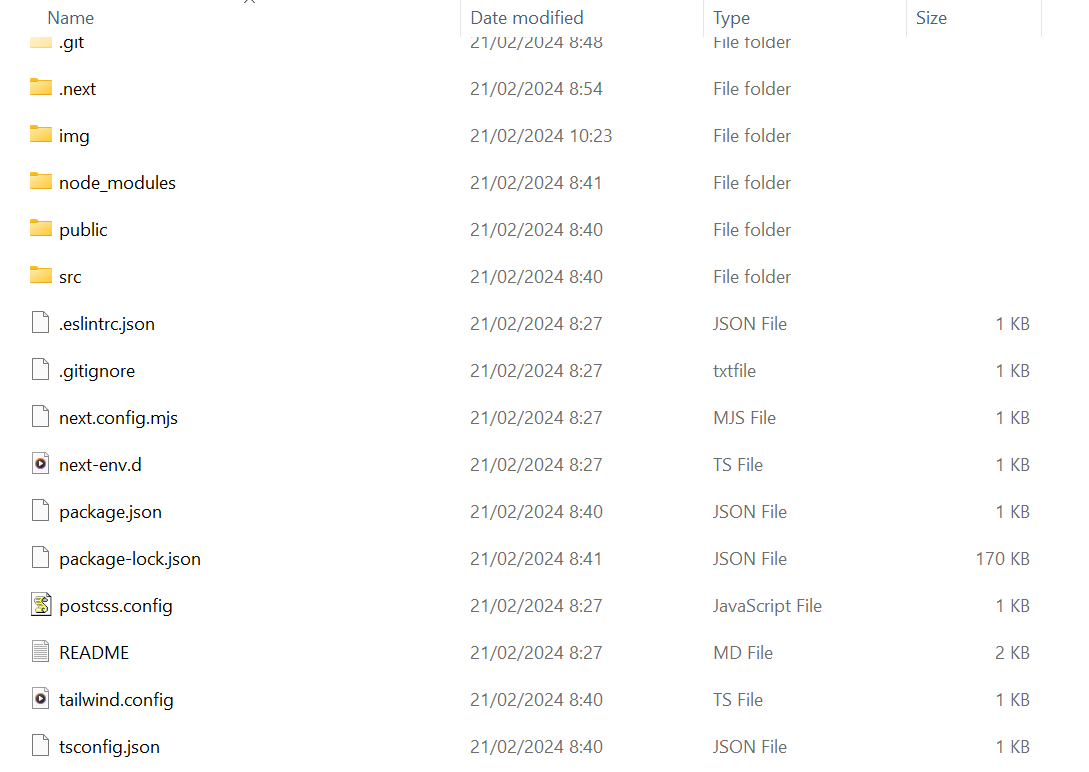 Name Date modified Type Size
.git 21/02/2024 8:48 File folder
.next 21/02/2024 8:54 File folder
img 21/02/2024 10:23 File folder
node_modules 21/02/2024 8:41 File folder
public 21/02/2024 8:40 File folder
src 21/02/2024 8:40 File folder
.eslintrc.json 21/02/2024 8:27 JSON File 1 KB
.gitignore 21/02/2024 8:27 txtfile 1 KB
next.config.mjs 21/02/2024 8:27 MJS File 1 KB
next-env.d 21/02/2024 8:27 TS File 1 KB
package.json 21/02/2024 8:40 JSON File 1 KB
package-lock.json 21/02/2024 8:41 JSON File 170 KB
postcss.config 21/02/2024 8:27 JavaScript File 1 KB
README 21/02/2024 8:27 MD File 2 KB
tailwind.config 21/02/2024 8:40 TS File 1 KB
tsconfig.json 21/02/2024 8:40 JSON File 1 KB